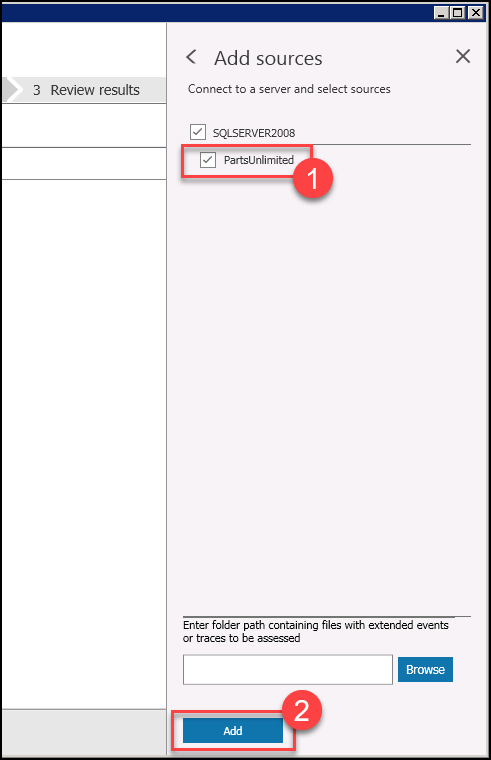 Add sources
3 Review results
Connect to a server and select sources
SQLSERVER2008
PartsUnlimited
1
Enter folder path containing files with extended events
or traces to be assessed
Browse
2
Add